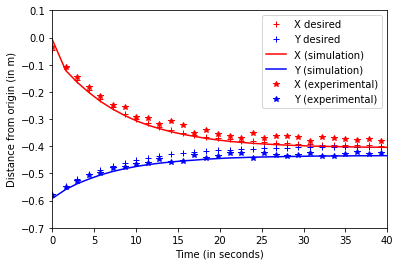 0.1
0.0
−0.1
−0.2
−0.3
−0.4
−0.5
−0.6
−0.7
Distance from origin (in m)
X desired
Y desired
X (simulation)
Y (simulation)
X (experimental)
Y (experimental)
0 5 10 15 20 25 30 35 40
Time (in seconds)